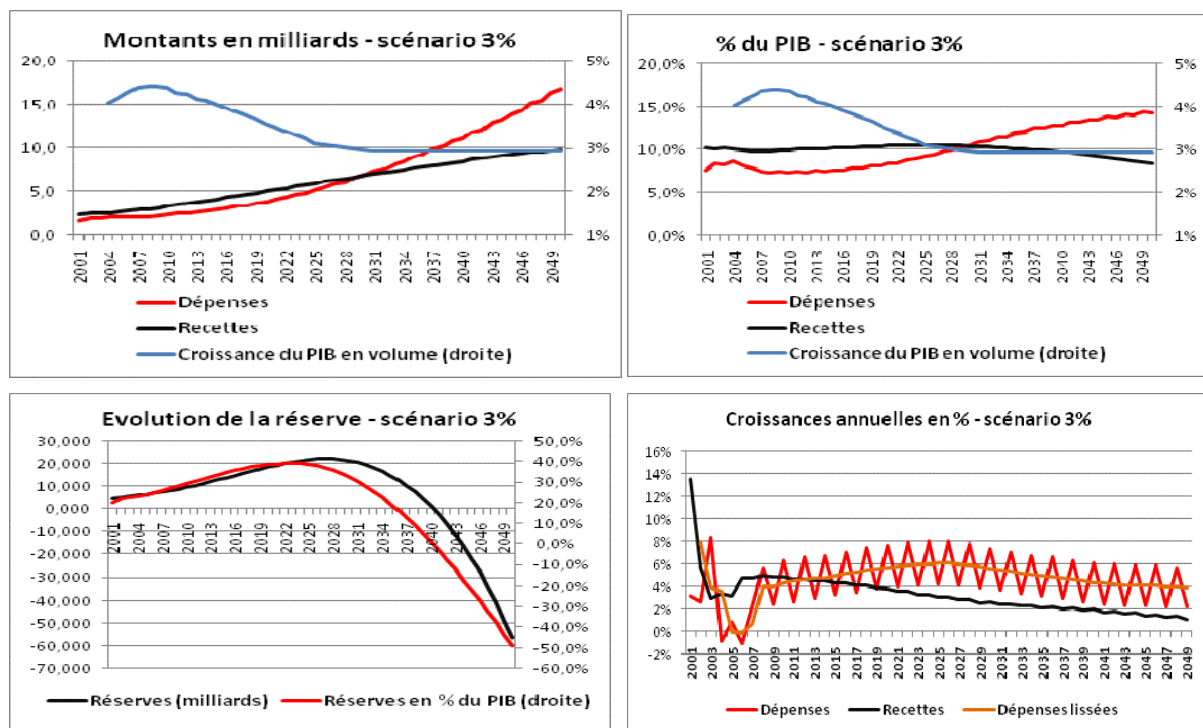 Montants en milliards - scénario 3%
20,0
15,0
10,0
5,0
0,0
5%
4%
3%
2%
1%
2001 2004 2007 2010 2013 2016 2019 2022 2025 2028 2031 2034 2037 2040 2043 2046 2049
Dépenses
Recettes
Croissance du PIB en volume (droite)
% du PIB - scénario 3%
20,0%
15,0%
10,0%
5,0%
0,0%
5%
4%
3%
2%
1%
2001 2004 2007 2010 2013 2016 2019 2022 2025 2028 2031 2034 2037 2040 2043 2046 2049
Dépenses
Recettes
Croissance du PIB en volume (droite)
Evolution de la réserve - scénario 3%
30,000
20,000
10,000
0,000
-10,000
-20,000
-30,000
-40,000
-50,000
-60,000
-70,000
50,0%
40,0%
30,0%
20,0%
10,0%
0,0%
-10,0%
-20,0%
-30,0%
-40,0%
-50,0%
-60,0%
2001 2004 2007 2010 2013 2016 2019 2022 2025 2028 2031 2034 2037 2040 2043 2046 2049
Réserves (milliards)
Réserves en % du PIB (droite)
Croissances annuelles en % - scénario 3%
16%
14%
12%
10%
8%
6%
4%
2%
0%
-2%
2001 2003 2005 2007 2009 2011 2013 2015 2017 2019 2021 2023 2025 2027 2029 2031 2033 2035 2037 2039 2041 2043 2045 2047 2049
Dépenses
Recettes
Dépenses lissées